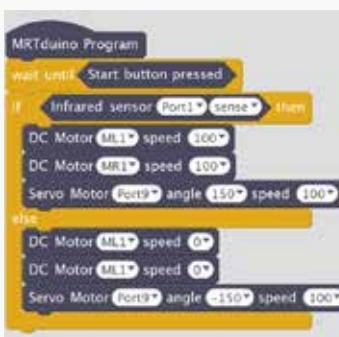 MRTduino Program
wait until Start button pressed
if Infrared sensor Port1 sense then
DC Motor ML1 speed 100
DC Motor MR1 speed 100
Servo Motor Port9 angle 150 speed 100
else
DC Motor ML1 speed 0
DC Motor ML1 speed 0
Servo Motor Port9 angle -150 speed 100